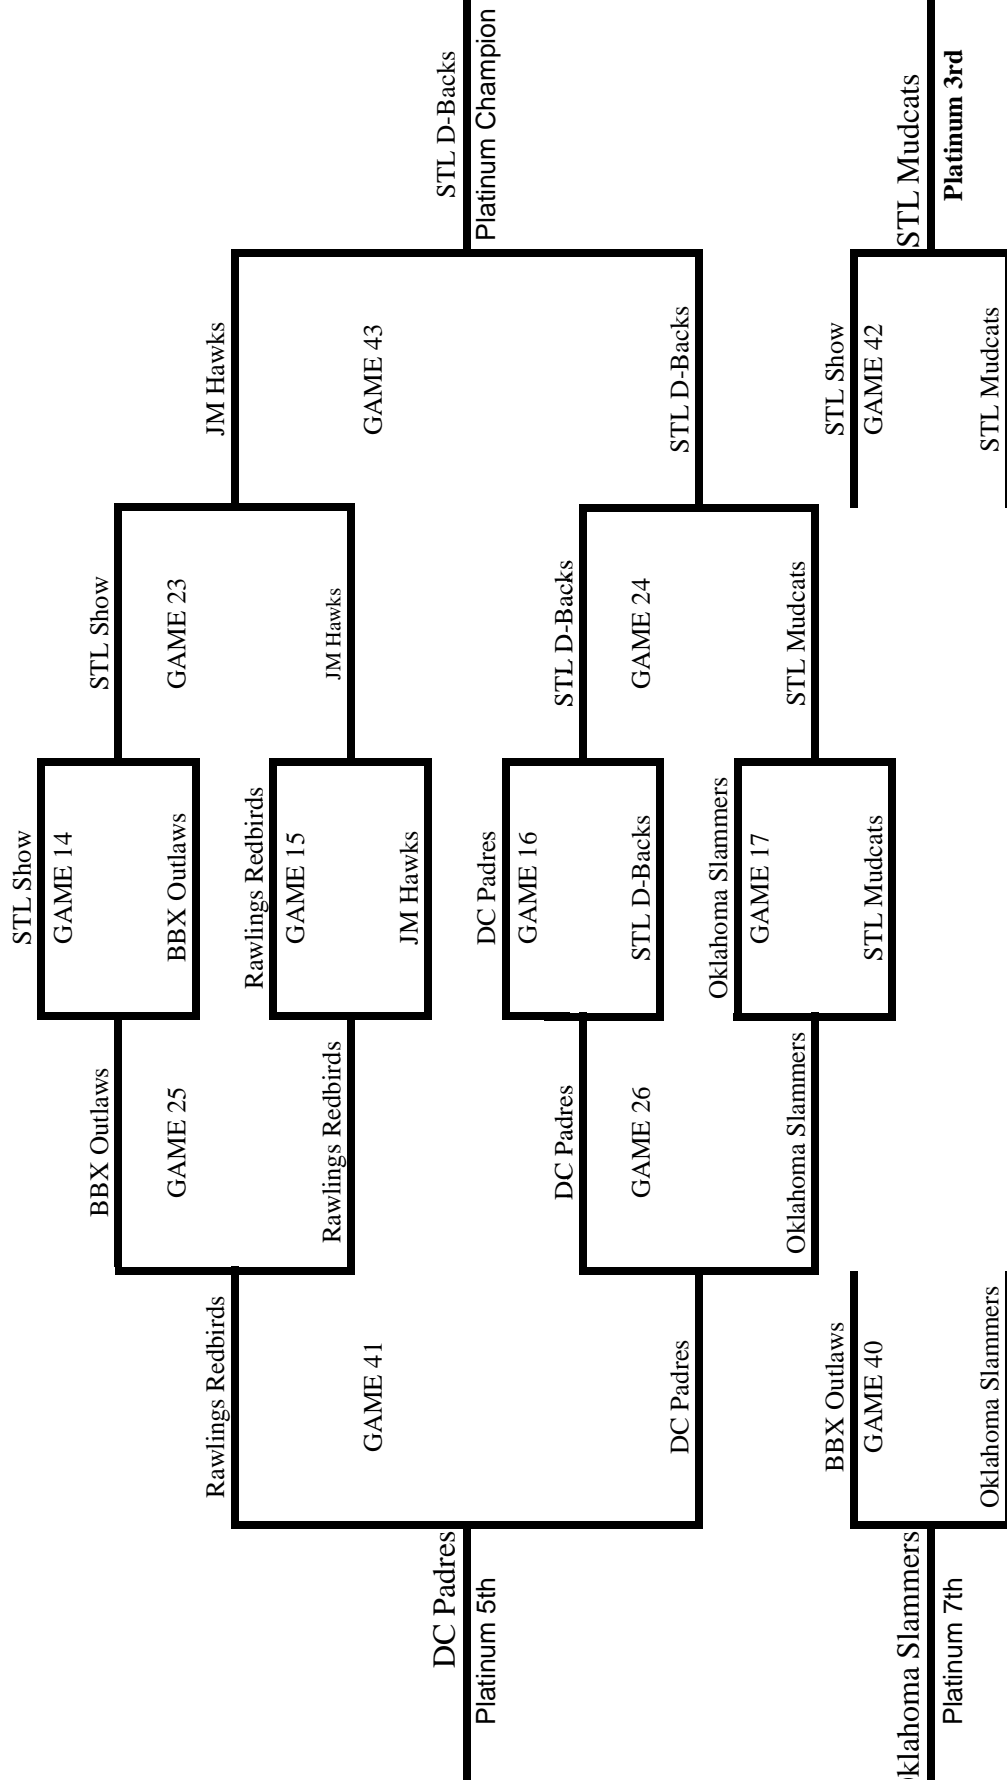 STL Show
GAME 14
BBX Outlaws
STL Show
GAME 25
BBX Outlaws
GAME 23
Rawlings Redbirds
JM Hawks
Rawlings Redbirds
GAME 15
Rawlings Redbirds
JM Hawks
GAME 41
GAME 43
JM Hawks
DC Padres
STL D-Backs
Platinum 5th
DC Padres
Platinum Champion
GAME 16
DC Padres
STL D-Backs
GAME 26
STL D-Backs
GAME 24
DC Padres
STL D-Backs
Oklahoma Slammers
GAME 17
Oklahoma Slammers
STL Mudcats
BBX Outlaws
STL Show
GAME 40
STL Mudcats
GAME 42
Oklahoma Slammers
STL Mudcats
Platinum 7th
Platinum 3rd
Oklahoma Slammers
STL Mudcats